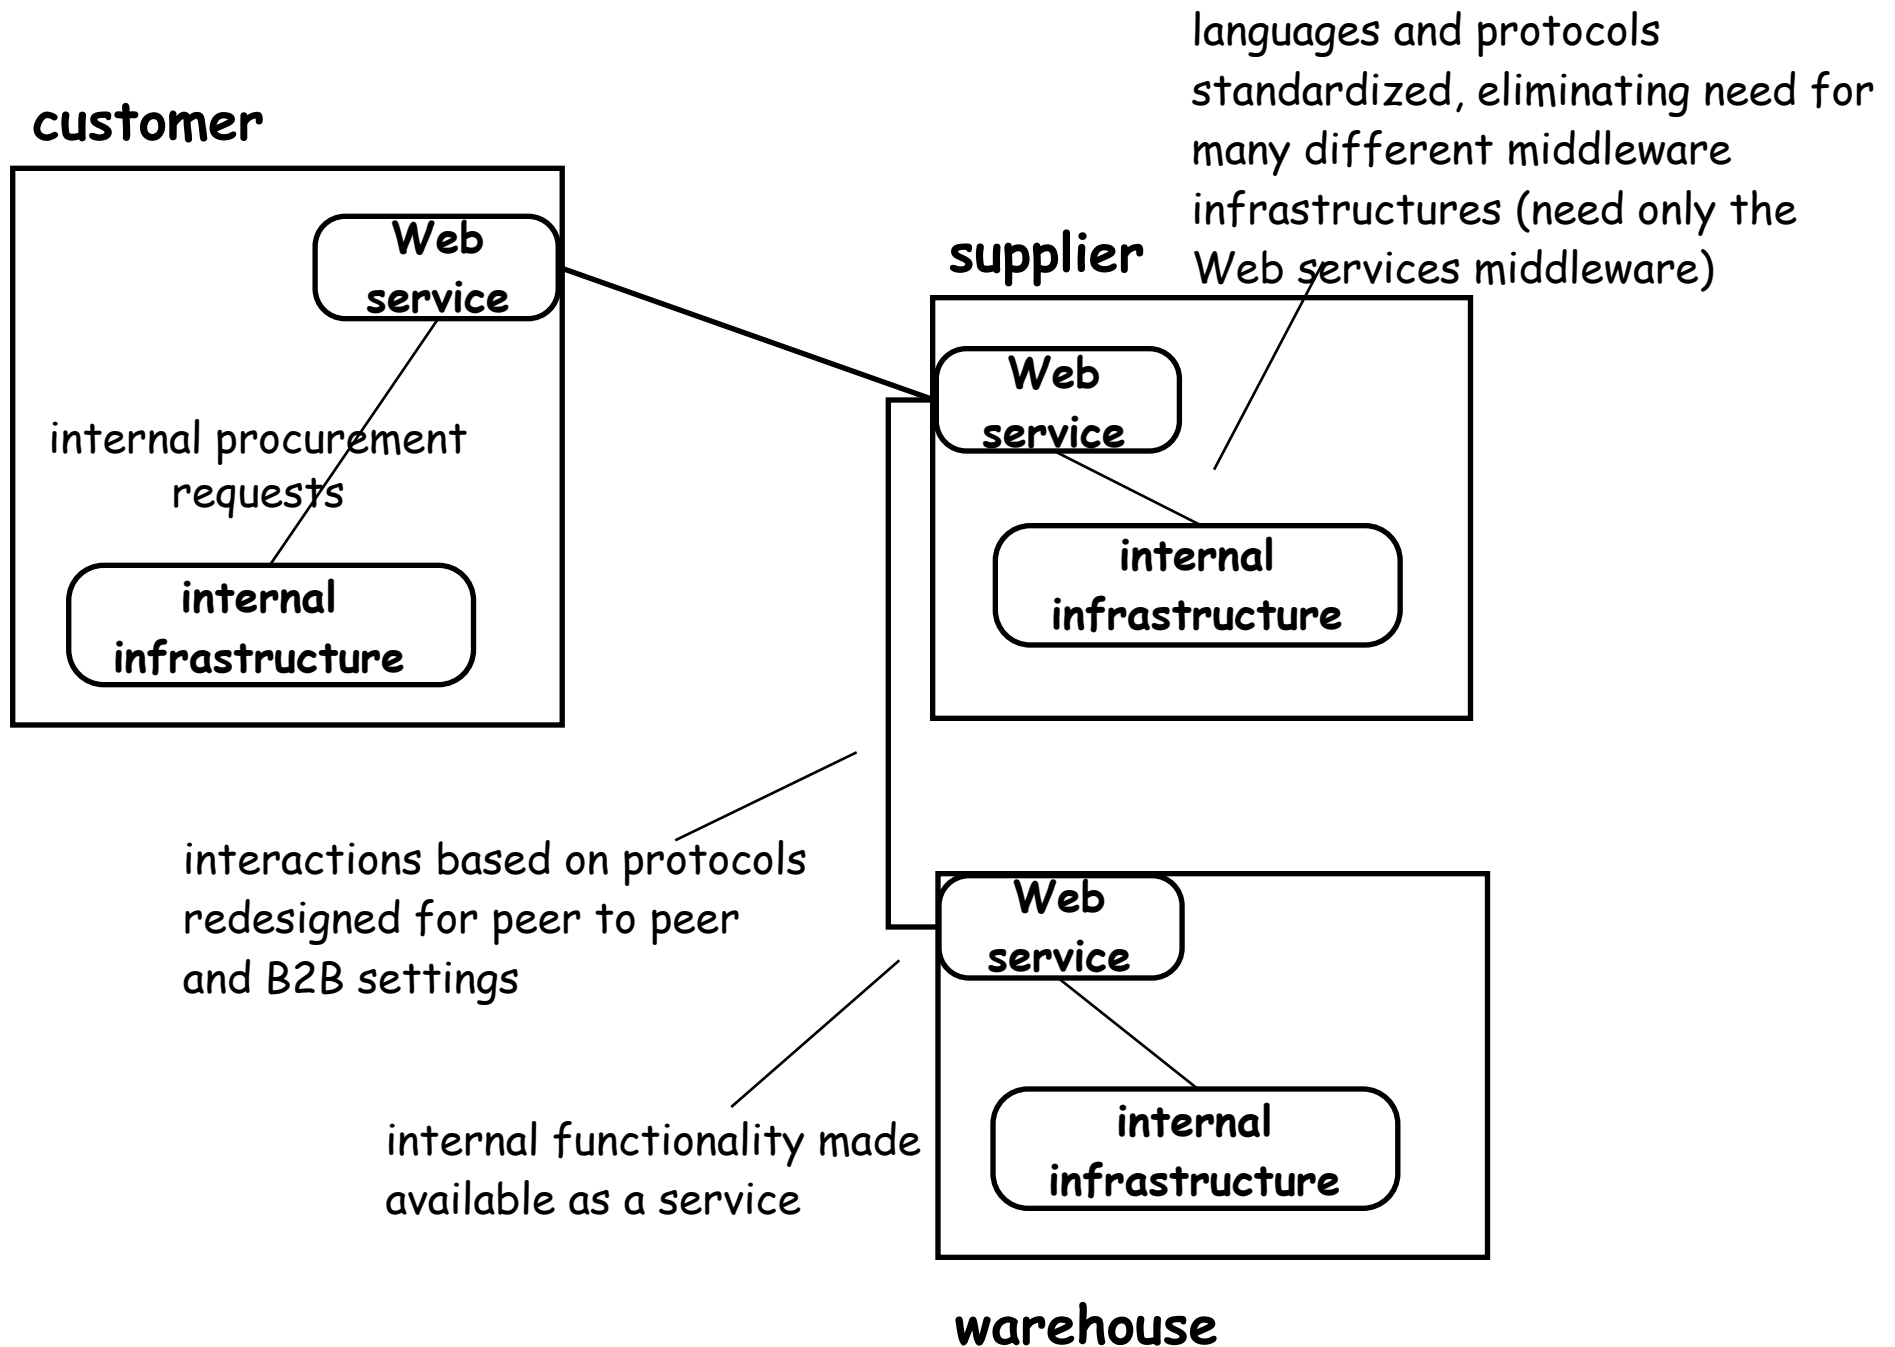 languages and protocols
standardized, eliminating need for
many different middleware
infrastructures (need only the
Web services middleware)
customer
Web
service
internal procurement
requests
internal
infrastructure
supplier
Web
service
internal
infrastructure
interactions based on protocols
redesigned for peer to peer
and B2B settings
internal functionality made
available as a service
Web
service
internal
infrastructure
warehouse